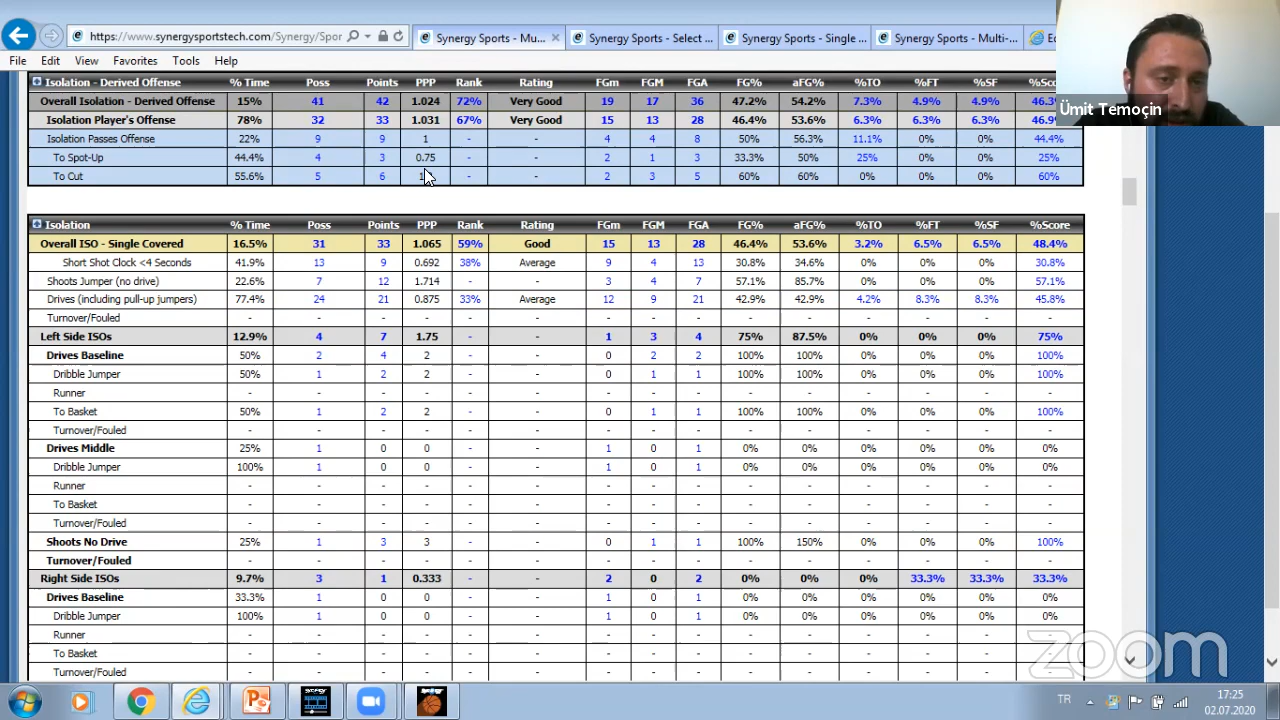 https://www.synergysportstech.com/Synergy/Spor
Synergy Sports - Mu...
Synergy Sports - Select ...
Synergy Sports - Single ...
Synergy Sports - Multi-...
File Edit View Favorites Tools Help
Ümit Temoçin
Isolation - Derived Offense % Time Poss Points PPP Rank Rating FGm FGM FGA FG% aFG% %TO %FT %SF %Sco
Overall Isolation - Derived Offense 15% 41 42 1.024 72% Very Good 19 17 36 47.2% 54.2% 7.3% 4.9% 4.9% 46.3
Isolation Player's Offense 78% 32 33 1.031 67% Very Good 15 13 28 46.4% 53.6% 6.3% 6.3% 6.3% 46.9
Isolation Passes Offense 22% 9 9 1 - - 4 4 8 50% 56.3% 11.1% 0% 0% 44.4%
To Spot-Up 44.4% 4 3 0.75 - - 2 1 3 33.3% 50% 25% 0% 0% 25%
To Cut 55.6% 5 6 - - 2 3 5 60% 60% 0% 0% 0% 60%
Isolation % Time Poss Points PPP Rank Rating FGm FGM FGA FG% aFG% %TO %FT %SF %Score
Overall ISO - Single Covered 16.5% 31 33 1.065 59% Good 15 13 28 46.4% 53.6% 3.2% 6.5% 6.5% 48.4%
Short Shot Clock <4 Seconds 41.9% 13 9 0.692 38% Average 9 4 13 30.8% 34.6% 0% 0% 0% 30.8%
Shoots Jumper (no drive) 22.6% 7 12 1.714 - - 3 4 7 57.1% 85.7% 0% 0% 0% 57.1%
Drives (including pull-up jumpers) 77.4% 24 21 0.875 33% Average 12 9 21 42.9% 42.9% 4.2% 8.3% 8.3% 45.8%
Turnover/Fouled - - - - - - - - - - - - - - -
Left Side ISOs 12.9% 4 7 1.75 - - 1 3 4 75% 87.5% 0% 0% 0% 75%
Drives Baseline 50% 2 4 2 - - 0 2 2 100% 100% 0% 0% 0% 100%
Dribble Jumper 50% 1 2 2 - - 0 1 1 100% 100% 0% 0% 0% 100%
Runner - - - - - - - - - - - - - - -
To Basket 50% 1 2 2 - - 0 1 1 100% 100% 0% 0% 0% 100%
Turnover/Fouled - - - - - - - - - - - - - - -
Drives Middle 25% 1 0 0 - - 1 0 1 0% 0% 0% 0% 0% 0%
Dribble Jumper 100% 1 0 0 - - 1 0 1 0% 0% 0% 0% 0% 0%
Runner - - - - - - - - - - - - - - -
To Basket - - - - - - - - - - - - - - -
Turnover/Fouled - - - - - - - - - - - - - - -
Shoots No Drive 25% 1 3 3 - - 0 1 1 100% 150% 0% 0% 0% 100%
Turnover/Fouled - - - - - - - - - - - - - - -
Right Side ISOs 9.7% 3 1 0.333 - - 2 0 2 0% 0% 0% 33.3% 33.3% 33.3%
Drives Baseline 33.3% 1 0 0 - - 1 0 1 0% 0% 0% 0% 0% 0%
Dribble Jumper 100% 1 0 0 - - 1 0 1 0% 0% 0% 0% 0% 0%
Runner - - - - - - - - - - - - - - -
To Basket - - - - - - - - - - - - - - -
Turnover/Fouled - - - - - - - - - - - - - - -
zoom
TR
17:25
02.07.2020